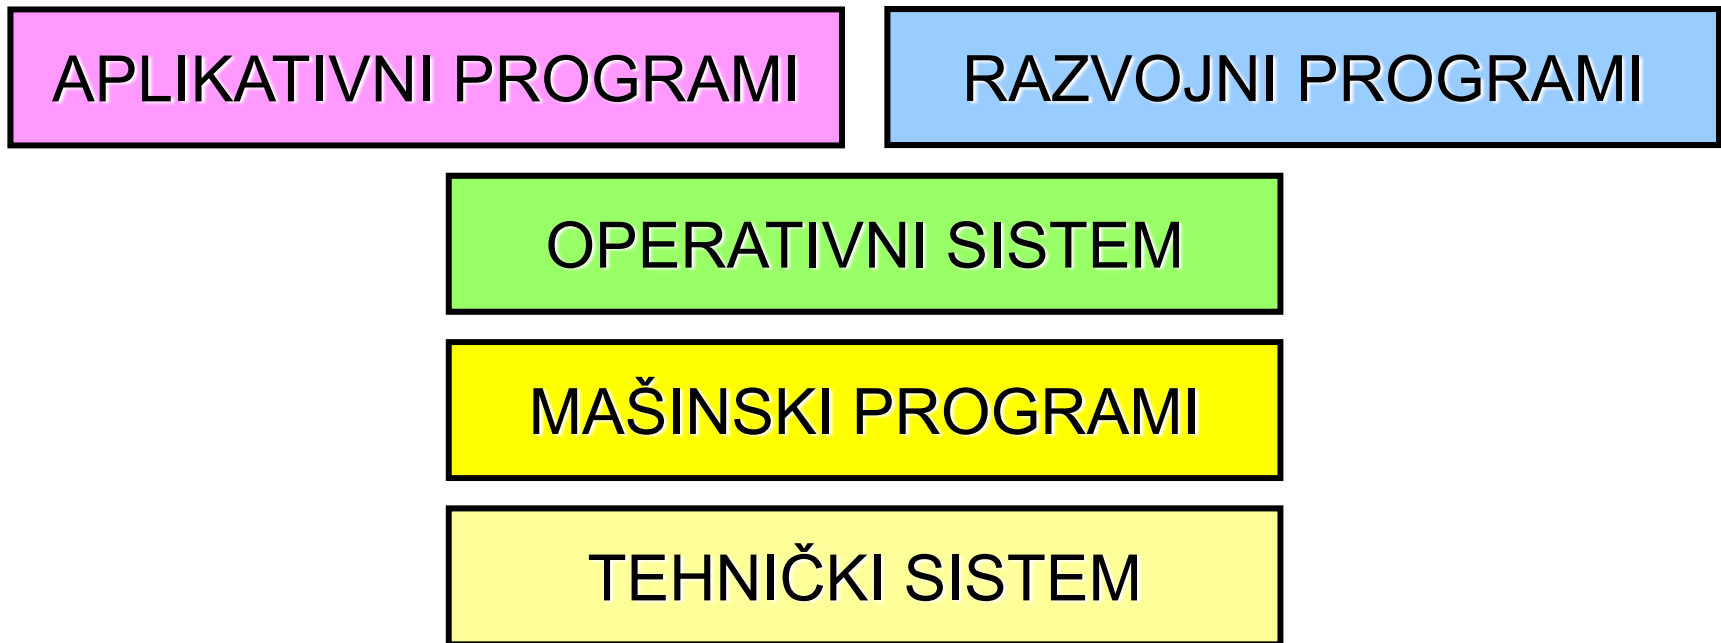 APLIKATIVNI PROGRAMI
RAZVOJNI PROGRAMI
OPERATIVNI SISTEM
MAŠINSKI PROGRAMI
TEHNIČKI SISTEM